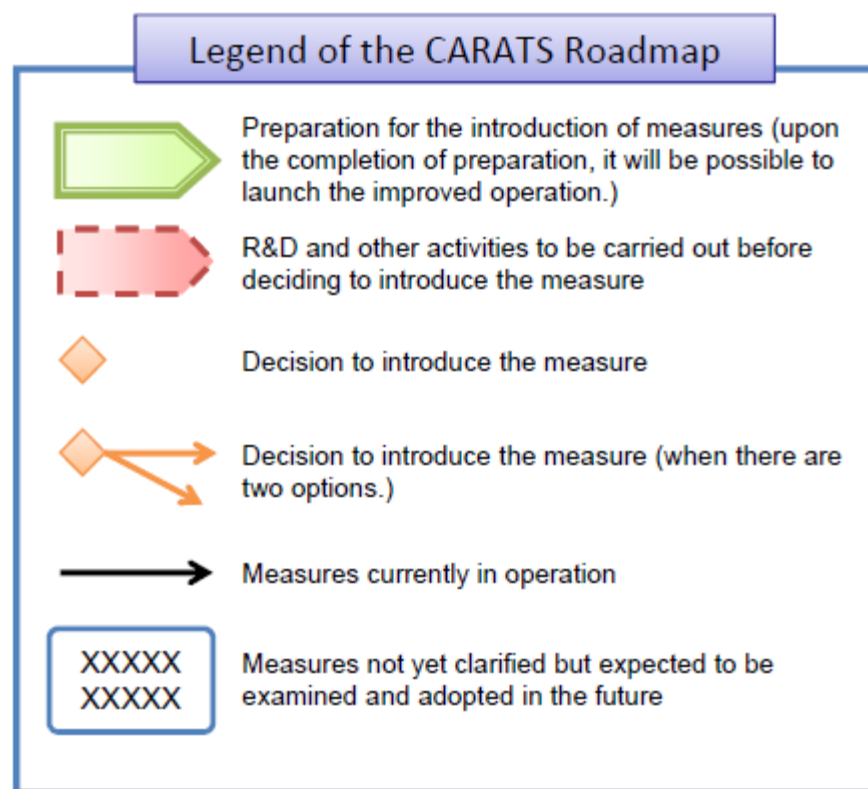 Legend of the CARATS Roadmap
Preparation for the introduction of measures (upon
the completion of preparation, it will be possible to
launch the improved operation.)
R&D and other activities to be carried out before
deciding to introduce the measure
Decision to introduce the measure
Decision to introduce the measure (when there are
two options.)
Measures currently in operation
XXXXX
XXXXX
Measures not yet clarified but expected to be
examined and adopted in the future